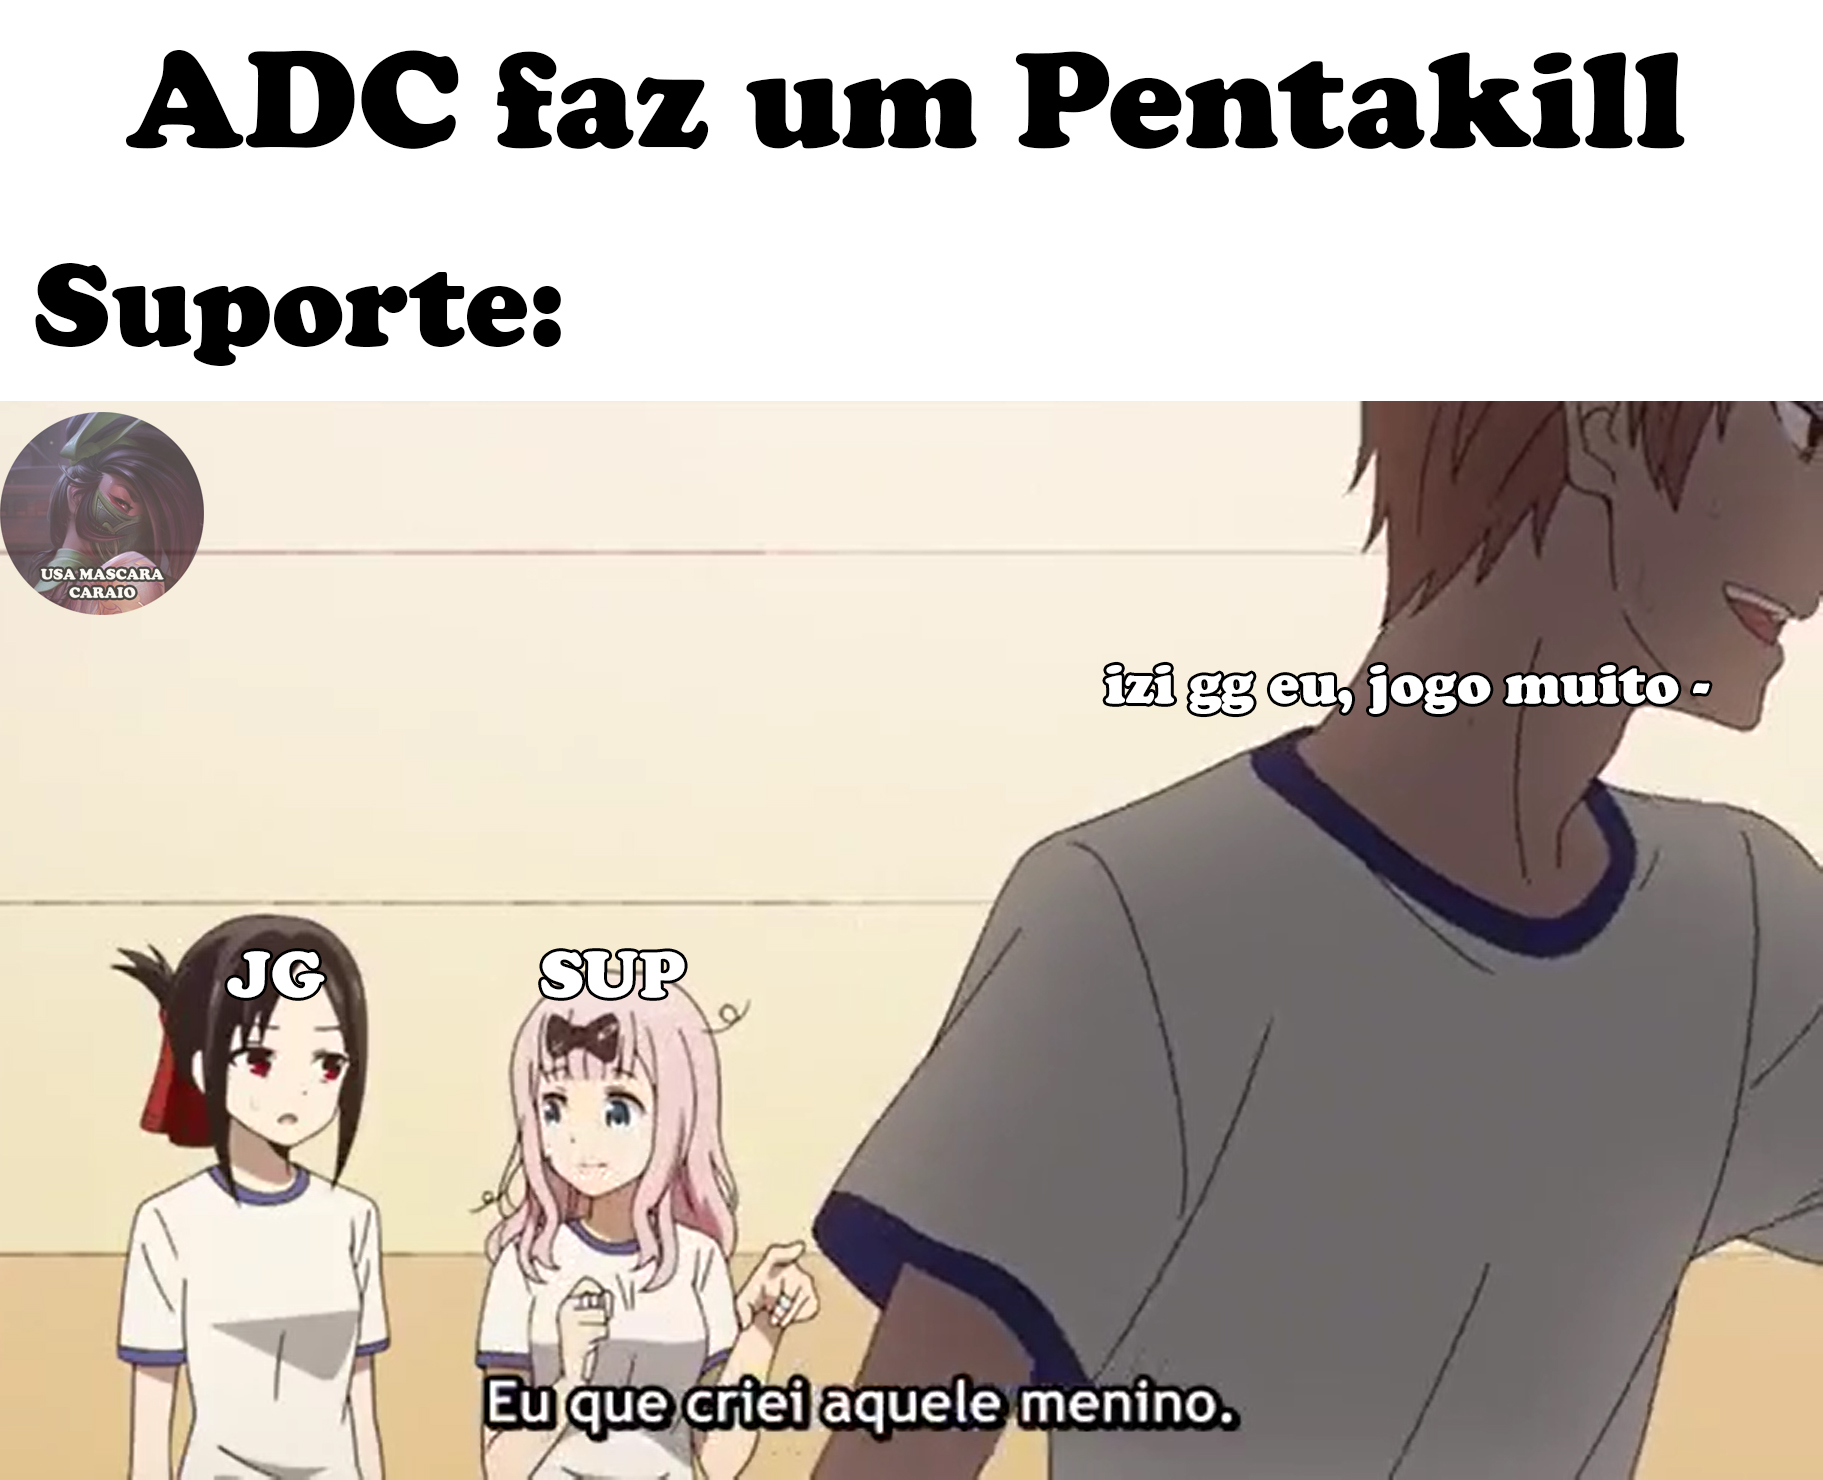 ADC faz um Pentakill
Suporte:
USA MASCARA
CARAIO
izi gg eu, jogo muito -
JG
SUP
Eu que criei aquele menino.